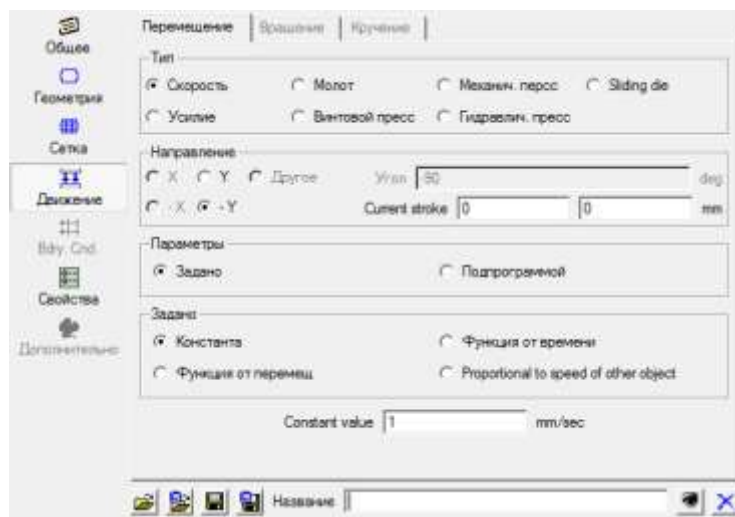 Общее
Геометрия
Сетка
Движение
Bdry. Cnd.
Свойства
Дополнительно
Перемещение Вращение Кручение
Тип
Скорость Молот Механич. персс Sliding die
Усилие Винтовой пресс Гидравлич. пресс
Направление
X Y Другое Угол -90 deg
-X -Y Current stroke 0 0 mm
Параметры
Задано Подпрограммой
Задана
Константа Функция от времени
Функция от перемещ Proportional to speed of other object
Constant value 1 mm/sec
Название